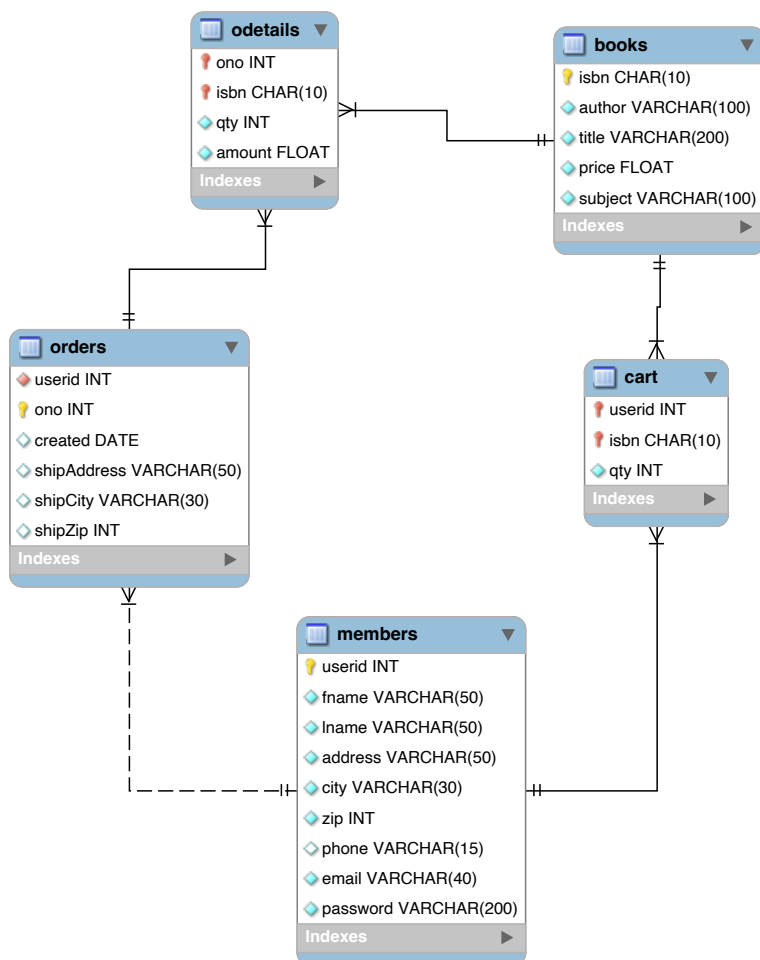 odetails
ono INT
isbn CHAR(10)
qty INT
amount FLOAT
Indexes
books
isbn CHAR(10)
author VARCHAR(100)
title VARCHAR(200)
price FLOAT
subject VARCHAR(100)
Indexes
orders
userid INT
ono INT
created DATE
shipAddress VARCHAR(50)
shipCity VARCHAR(30)
shipZip INT
Indexes
cart
userid INT
isbn CHAR(10)
qty INT
Indexes
members
userid INT
fname VARCHAR(50)
lname VARCHAR(50)
address VARCHAR(50)
city VARCHAR(30)
zip INT
phone VARCHAR(15)
email VARCHAR(40)
password VARCHAR(200)
Indexes